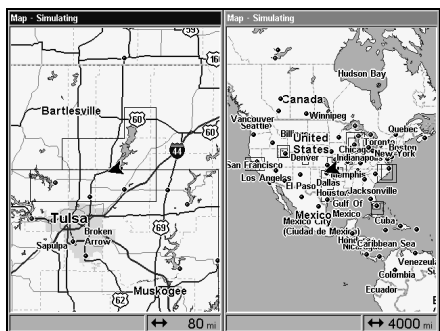 Map - Simulating
59
166
Bartlesville
60
60
44
Tulsa
Broken
Arrow
Sapulpa
69
62
Muskogee
↔ 80 mi
Map - Simulating
Hudson Bay
Canada
Winnipeg
Vancouver
Seattle
Quebec
United
States
Toronto
Boston
Chicago
New York
Denver
Indianapo
San Francisco
Los Angeles
Memphis
El Paso
Dallas
Houston
Jacksonville
Gulf Of
Mexico
Mexico
Mexico City
(Ciudad de Mexico)
Cuba
Caribbean Sea
Venezuel
Colombia
Ecuador
↔ 4000 mi